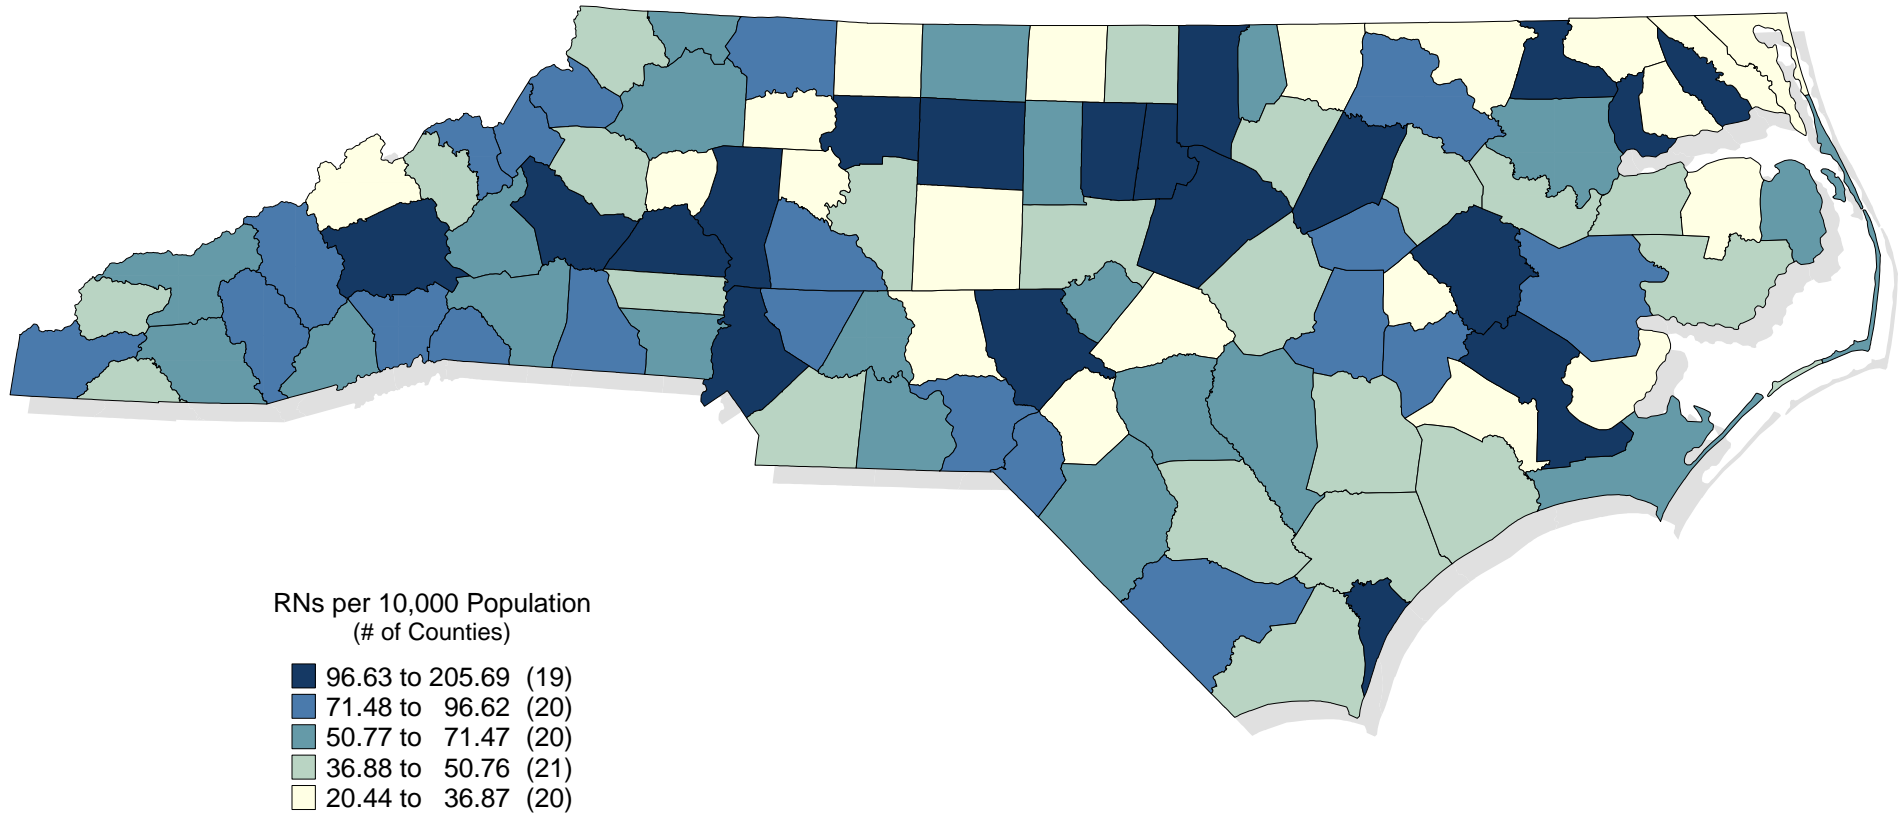 RNs per 10,000 Population
(# of Counties)
96.63 to 205.69 (19)
71.48 to 96.62 (20)
50.77 to 71.47 (20)
36.88 to 50.76 (21)
20.44 to 36.87 (20)